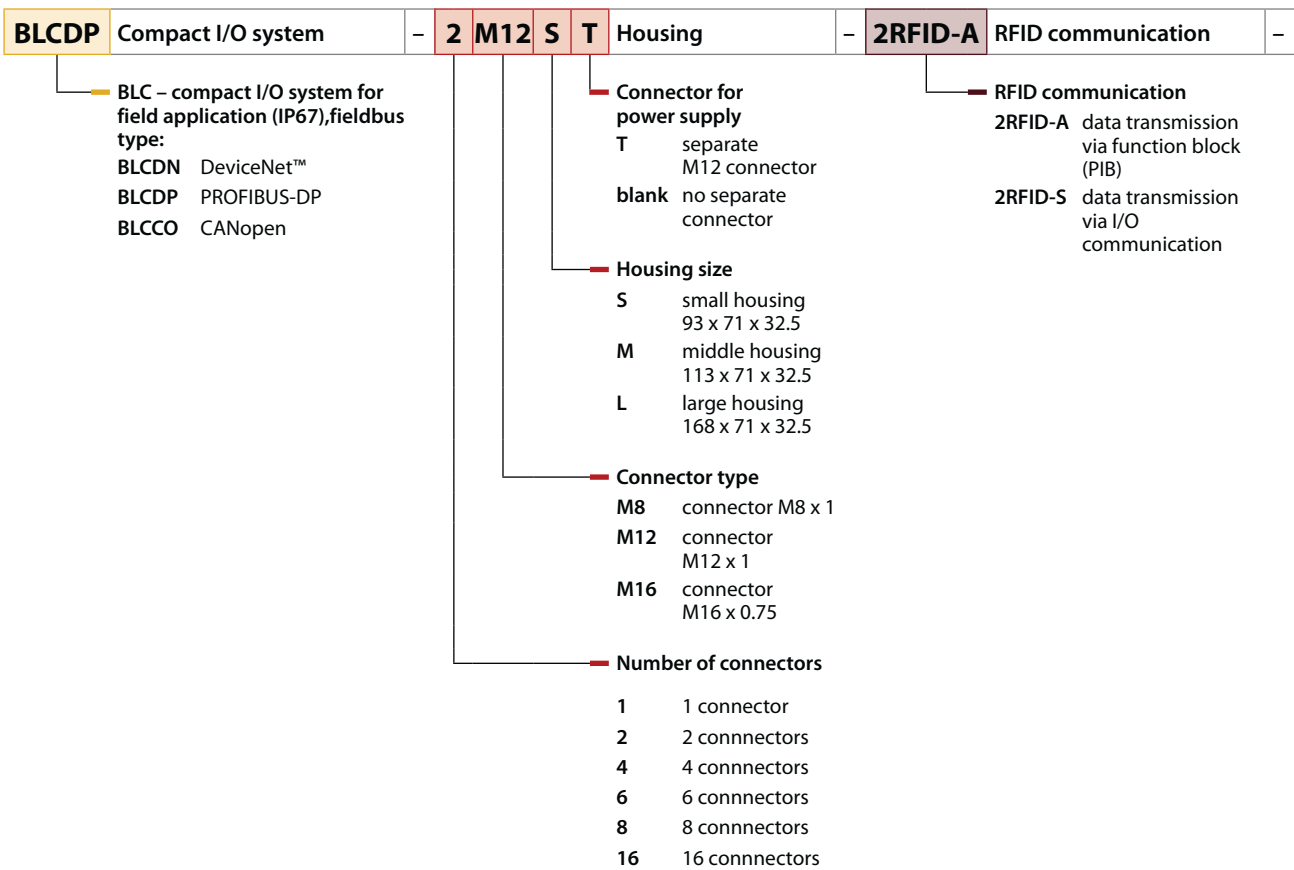 BLCDP Compact I/O system – 2 M12 S T Housing – 2RFID-A RFID communication –
BLC – compact I/O system for
field application (IP67),fieldbus
type:
BLCDN DeviceNet™
BLCDP PROFIBUS-DP
BLCCO CANopen
Connector for
power supply
T separate
M12 connector
blank no separate
connector
Housing size
S small housing
93 x 71 x 32.5
M middle housing
113 x 71 x 32.5
L large housing
168 x 71 x 32.5
Connector type
M8 connector M8 x 1
M12 connector
M12 x 1
M16 connector
M16 x 0.75
Number of connectors
1 1 connector
2 2 connnectors
4 4 connnectors
6 6 connnectors
8 8 connnectors
16 16 connnectors
RFID communication
2RFID-A data transmission
via function block
(PIB)
2RFID-S data transmission
via I/O
communication